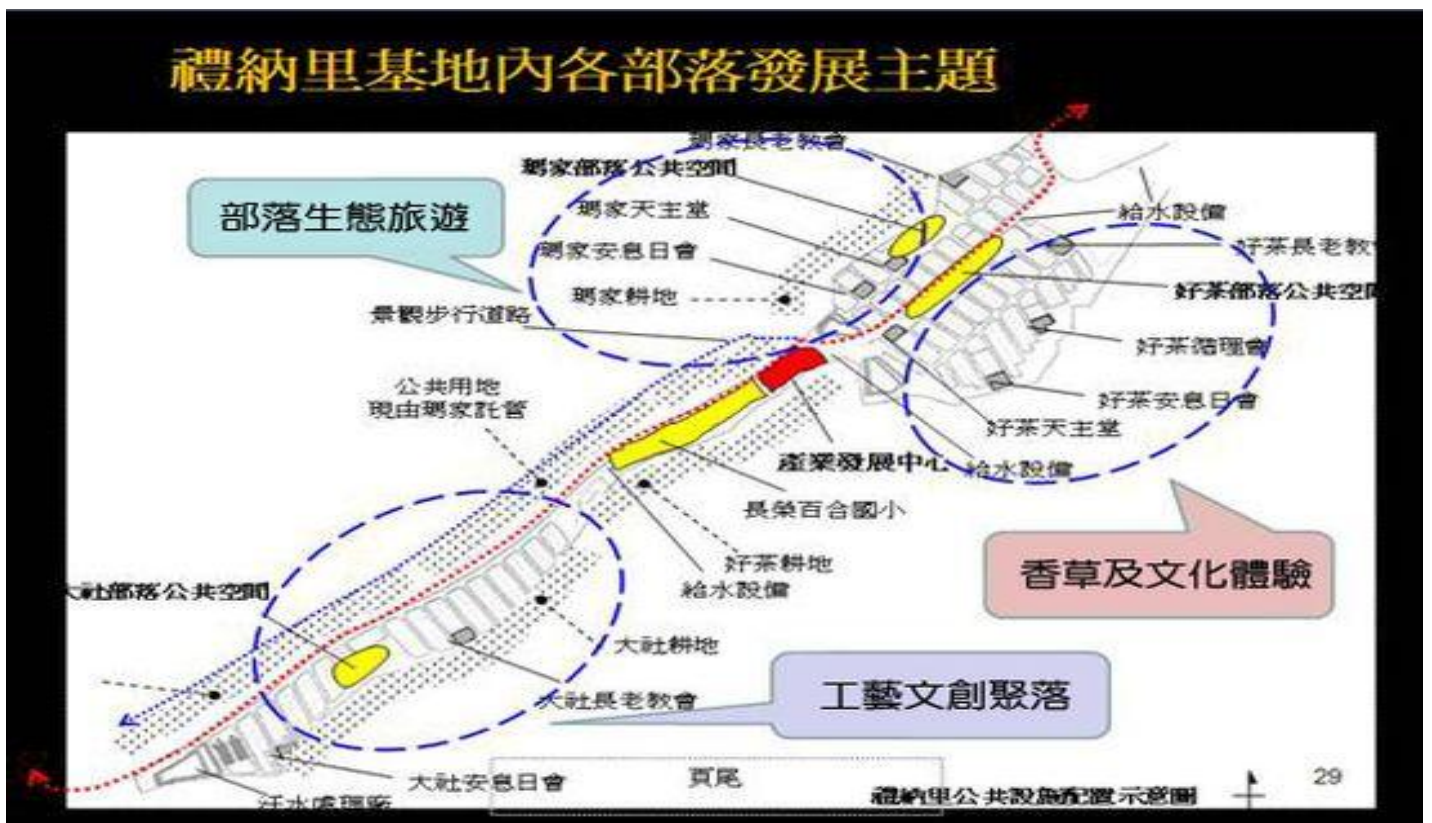 禮納里基地內各部落發展主題
瑪家長老教會
瑪家部落公共空間
部落生態旅遊
瑪家天主堂
給水設備
瑪家安息日會
好茶長老教會
瑪家耕地
好茶部落公共空間
景觀步行道路
好茶循理會
公共用地
現由瑪家託管
好茶安息日會
好茶天主堂
產業發展中心
給水設備
長榮百合國小
好茶耕地
給水設備
香草及文化體驗
大社部落公共空間
大社耕地
大社長老教會
工藝文創聚落
大社安息日會
頁尾
29
污水處理廠
禮納里公共設施配置示意圖